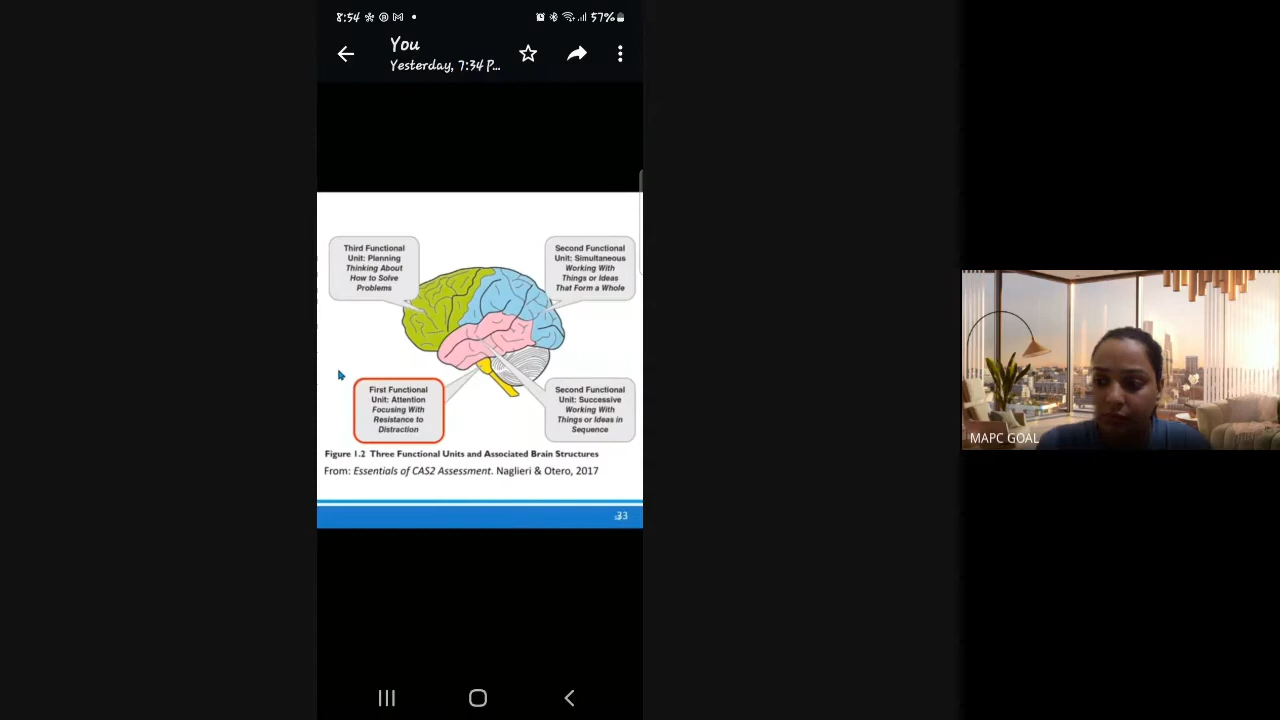 8:54
57%
You
Yesterday, 7:34 P...
Third Functional
Unit: Planning
Thinking About
How to Solve
Problems
Second Functional
Unit: Simultaneous
Working With
Things or Ideas
That Form a Whole
First Functional
Unit: Attention
Focusing With
Resistance to
Distraction
Second Functional
Unit: Successive
Working With
Things or Ideas in
Sequence
Figure 1.2 Three Functional Units and Associated Brain Structures
From: Essentials of CAS2 Assessment. Naglieri & Otero, 2017
33
MAPC GOAL